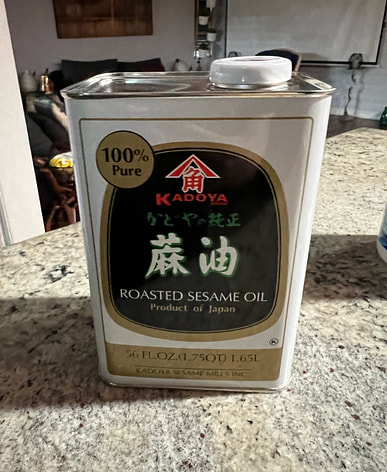 100%
Pure
角
KADOYA
かどやの純正
麻油
ROASTED SESAME OIL
Product of Japan
56 FL.OZ.(1.75QT) 1.65L
KADOYA SESAME MILLS INC.